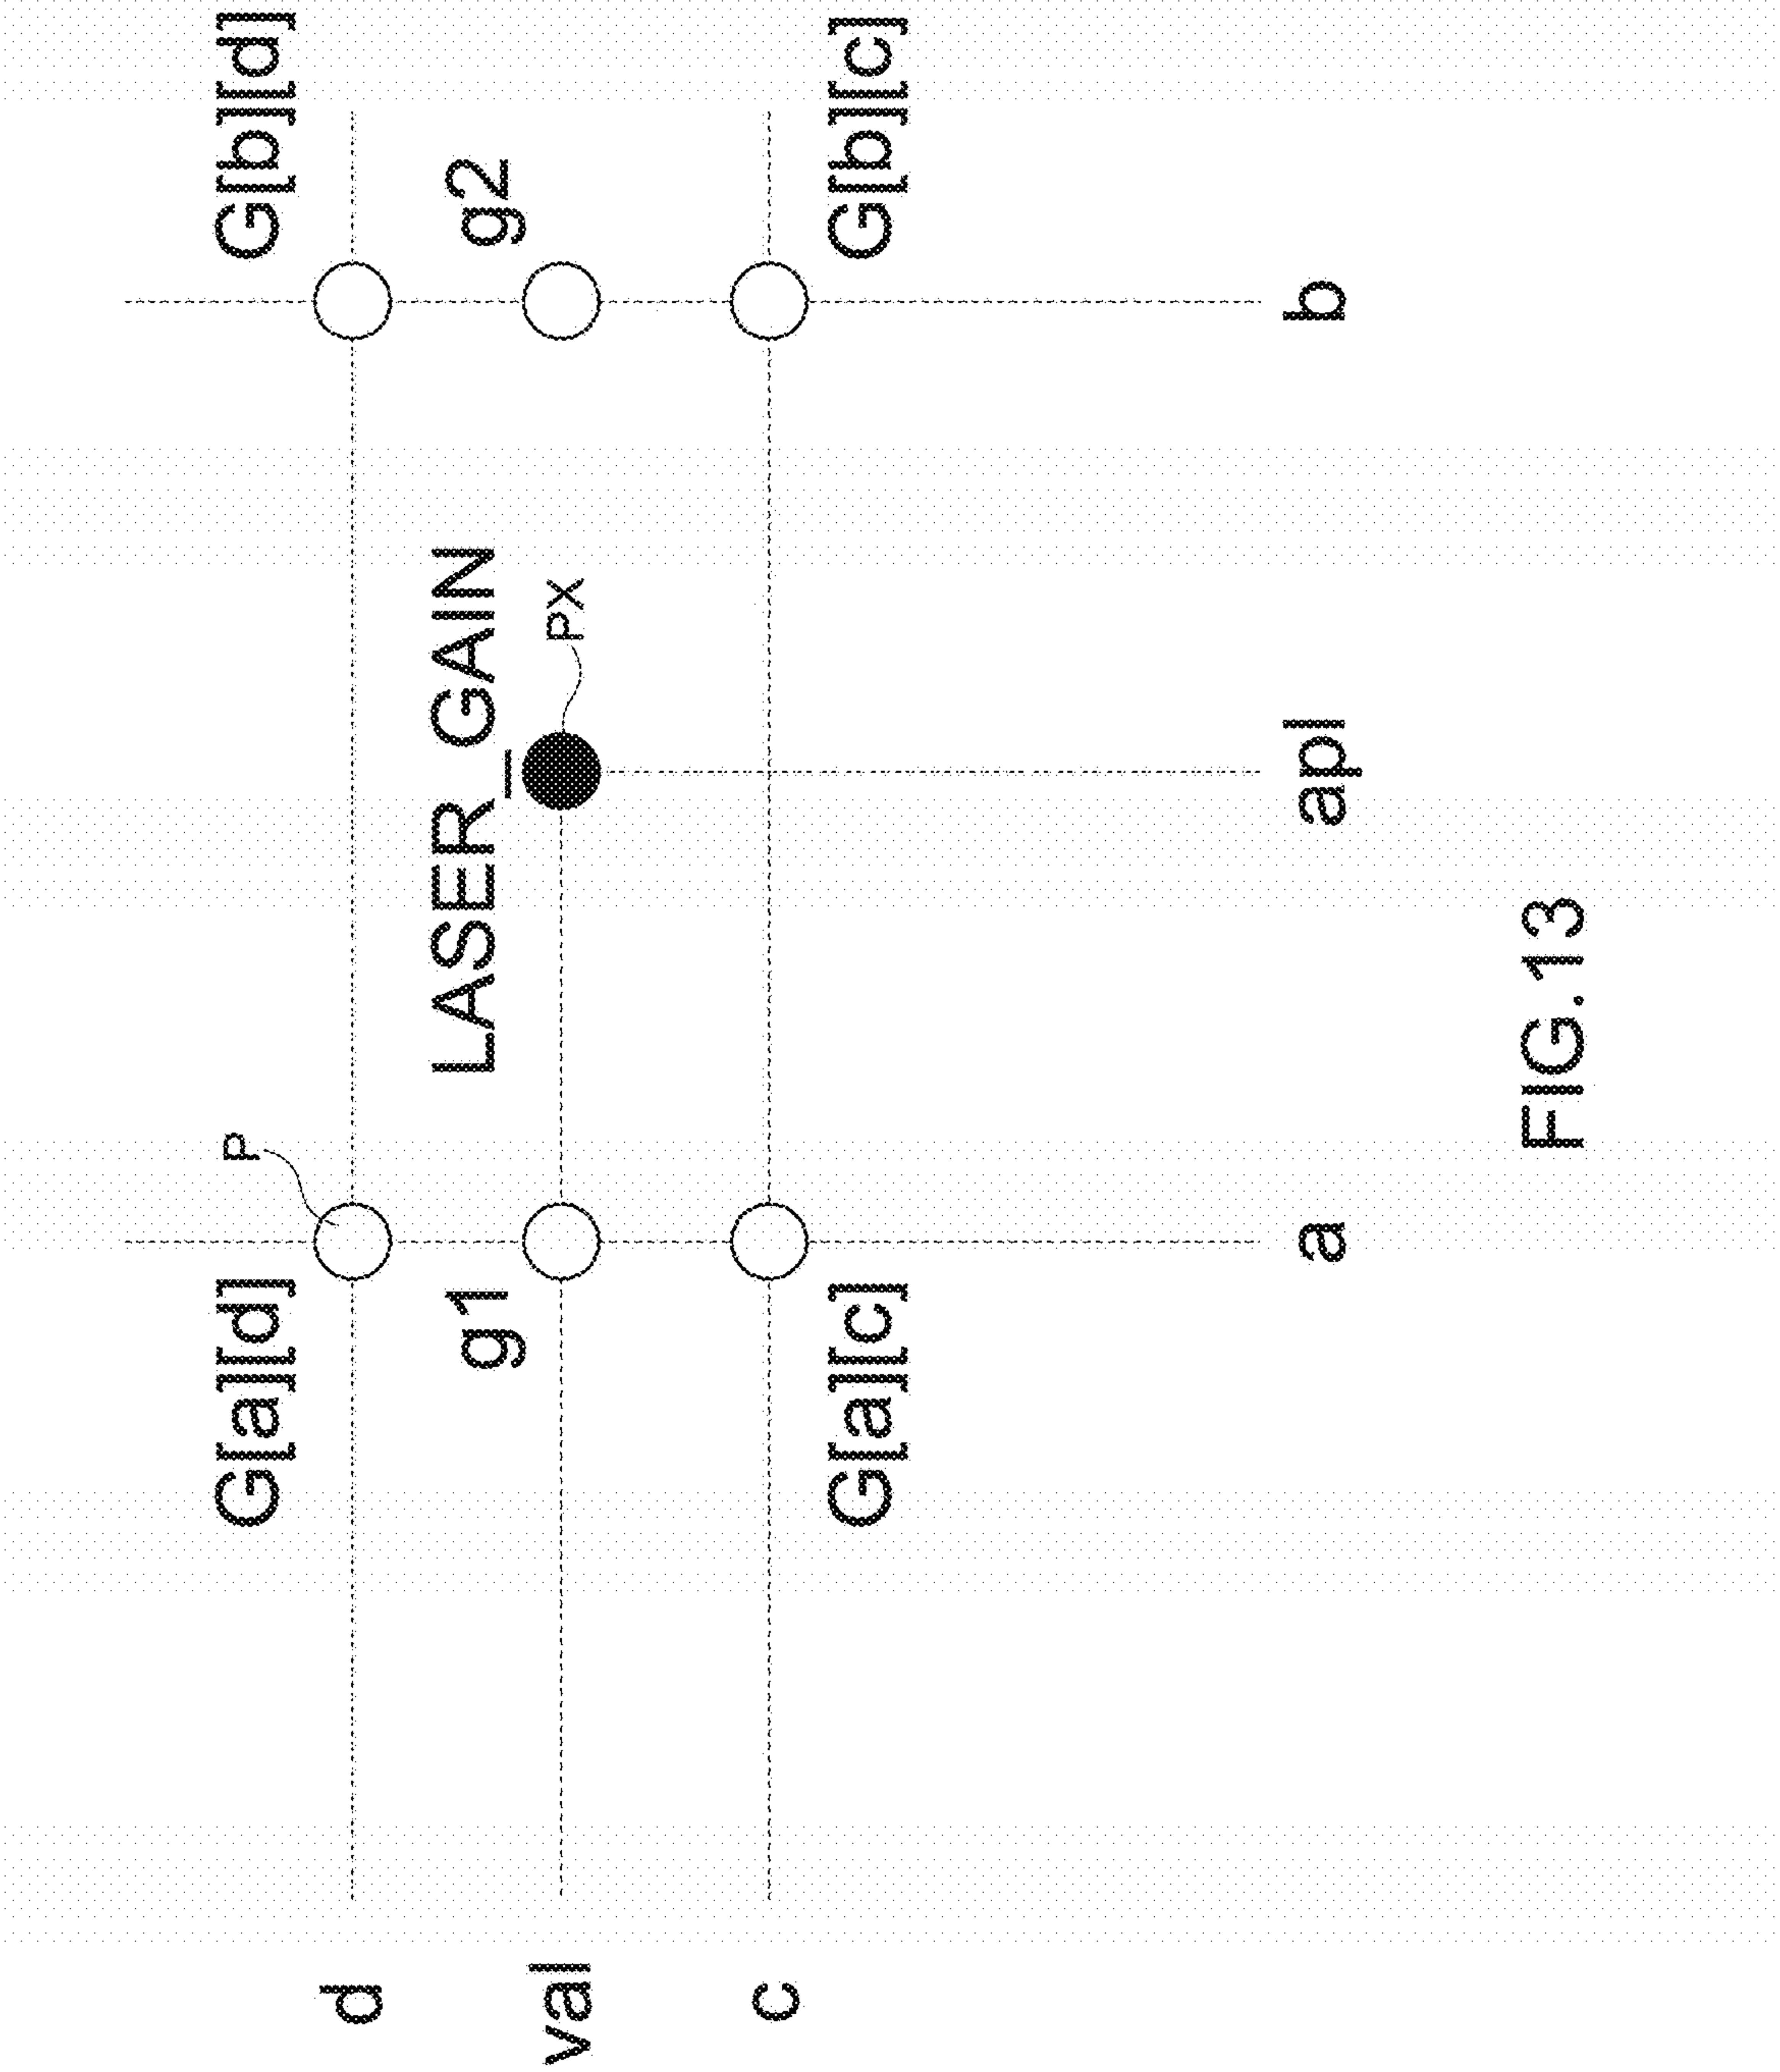 P
G[a][d]
G[b][d]
LASER_GAIN
g1
g2
PX
d
val
c
G[a][c]
G[b][c]
a
apl
b
FIG.13